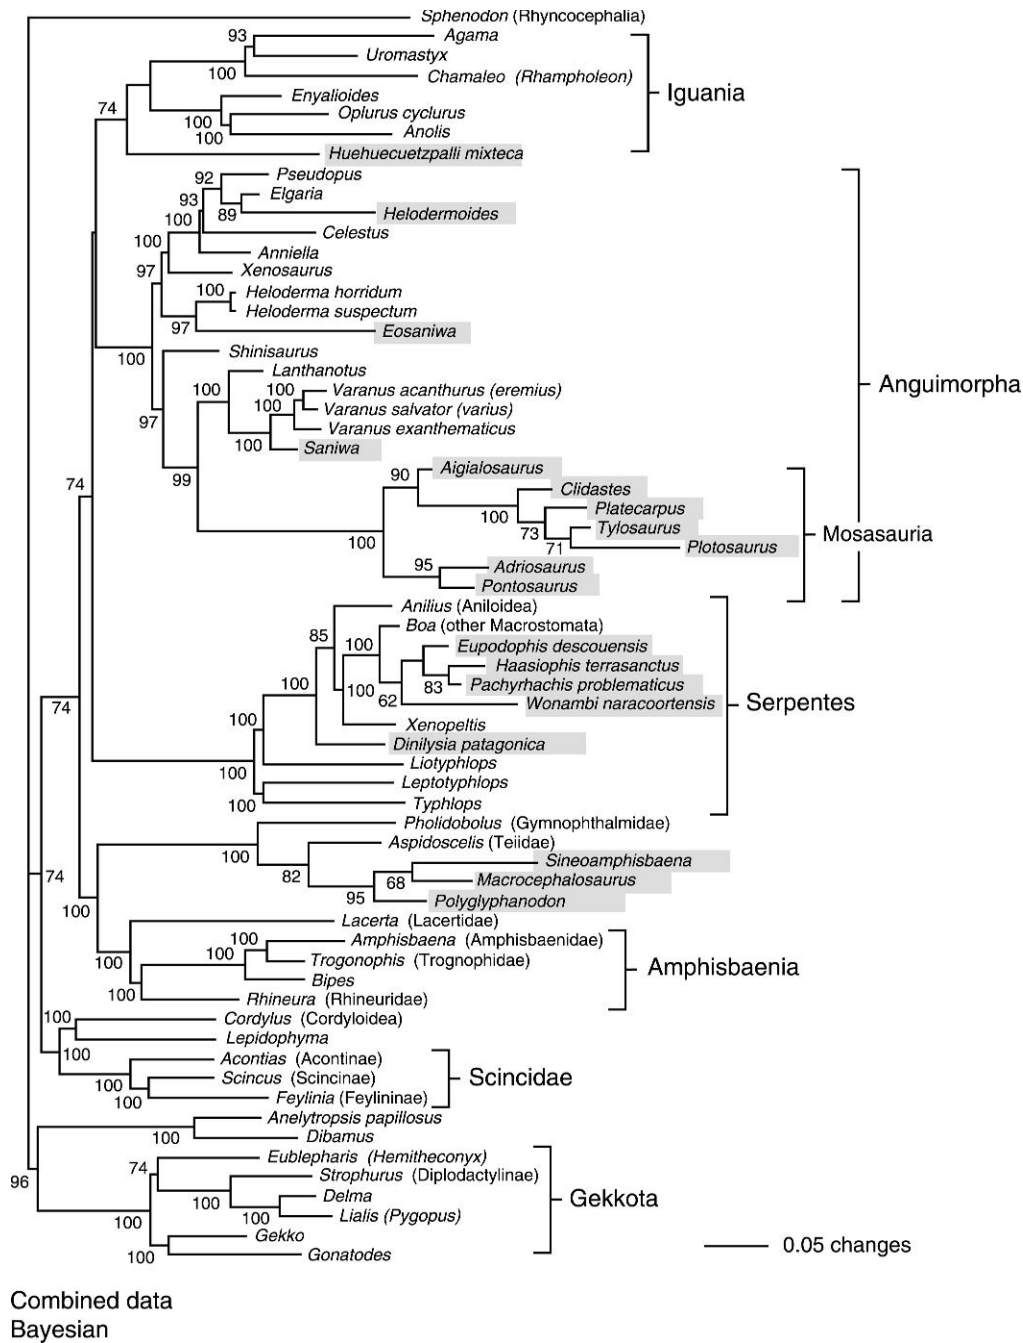 Sphenodon (Rhyncocephalia)
93
Agama
Uromastyx
100
Chamaleo (Rhampholeon)
Iguania
74
Enyalioides
Oplurus cyclurus
100
Anolis
100
Huehuecuetzpalli mixteca
92
Pseudopus
93
Elgaria
89
Helodermoides
100
Celestus
100
Anniella
97
Xenosaurus
100
Heloderma horridum
Heloderma suspectum
97
Eosaniwa
100
Shinisaurus
Lanthanotus
100
100
Varanus acanthurus (eremius)
Anguimorpha
100
Varanus salvator (varius)
97
Varanus exanthematicus
100
Saniwa
99
90
Aigialosaurus
74
Clidastes
100
Platecarpus
73
Tylosaurus
Mosasauria
71
Plotosaurus
100
95
Adriosaurus
Pontosaurus
Anilius (Aniloidea)
85
Boa (other Macrostomata)
100
Eupodophis descouensis
Haasiophis terrasanctus
83
Pachyrhachis problematicus
100
100
62
Wonambi naracoortensis
Serpentes
74
100
Xenopeltis
Dinilysia patagonica
Liotyphlops
100
Leptotyphlops
100
Typhlops
Pholidobolus (Gymnophthalmidae)
100
Aspidoscelis (Teiidae)
Sineoamphisbaena
74
82
68
Macrocephalosaurus
95
Polyglyphanodon
100
Lacerta (Lacertidae)
100
Amphisbaena (Amphisbaenidae)
100
100
Trogonophis (Trognophidae)
Amphisbaenia
Bipes
100
Rhineura (Rhineuridae)
100
Cordylus (Cordyloidea)
Lepidophyma
100
Acontias (Acontinae)
100
Scincus (Scincinae)
Scincidae
100
Feylinia (Feylininae)
Anelytropsis papillosus
100
Dibamus
74
Eublepharis (Hemitheconyx)
96
Strophurus (Diplodactylinae)
100
Delma
Gekkota
100
Lialis (Pygopus)
100
Gekko
100
Gonatodes
0.05 changes
Combined data
Bayesian